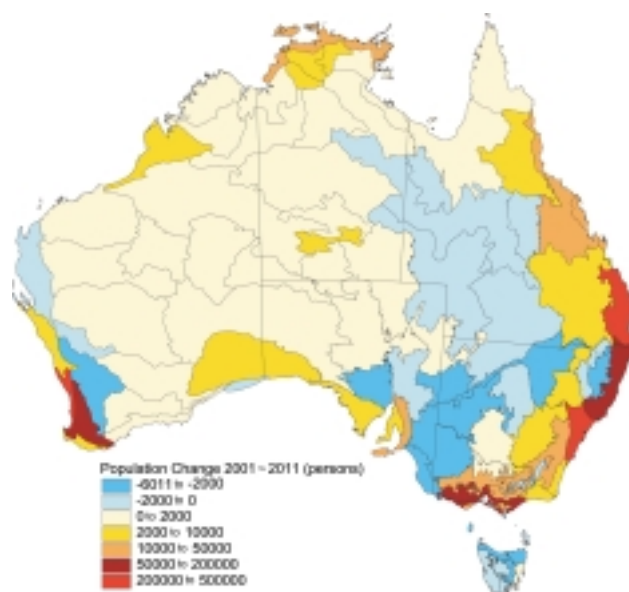 Population Change 2001 - 2011 (persons)
-6011 to -2000
-2000 to 0
0 to 2000
2000 to 10000
10000 to 50000
50000 to 200000
200000 to 500000